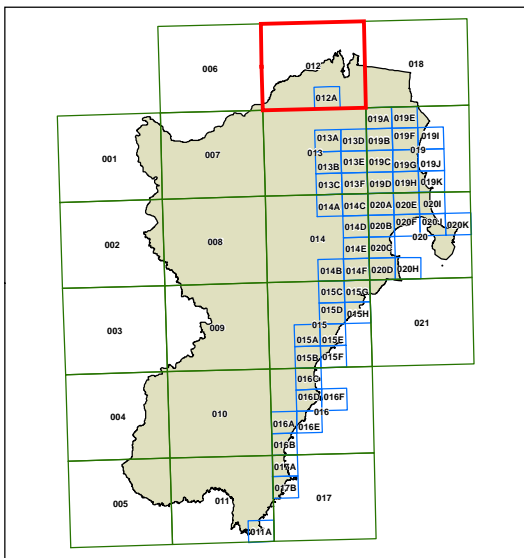 006 012 018
012A
019A 019E
001 007 013A 013D 019B 019F 019I
013 019
013B 013E 019C 019G 019J
013C 013F 019D 019H 019K
014A 014C 020A 020E 020I
002 008 014 014D 020B 020F 020J 020K
020
014E 020C
014B 014F 020D 020H
015C 015G
003 009 015D 015H 021
015
015A 015E
015B 015F
016C
004 010 016D 016F
016
016A 016E
016B
017A
005 011 017B 017
011A